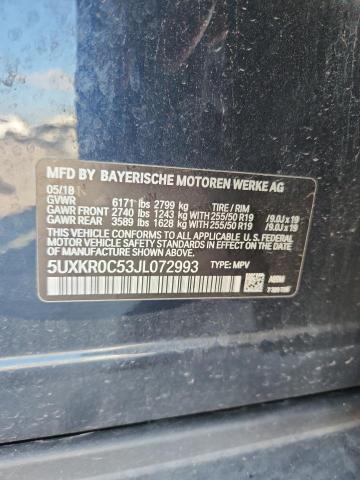 MFD BY BAYERISCHE MOTOREN WERKE AG
05/18
GVWR 6171 lbs 2799 kg TIRE / RIM
GAWR FRONT 2740 lbs 1243 kg WITH 255/50 R19 /9.0J x 19
GAWR REAR 3589 lbs 1628 kg WITH 255/50 R19 /9.0J x 19
THIS VEHICLE CONFORMS TO ALL APPLICABLE FEDERAL
MOTOR VEHICLE SAFETY STANDARDS IN EFFECT ON THE
DATE OF MANUFACTURE SHOWN ABOVE.
5UXKR0C53JL072993 TYPE: MPV